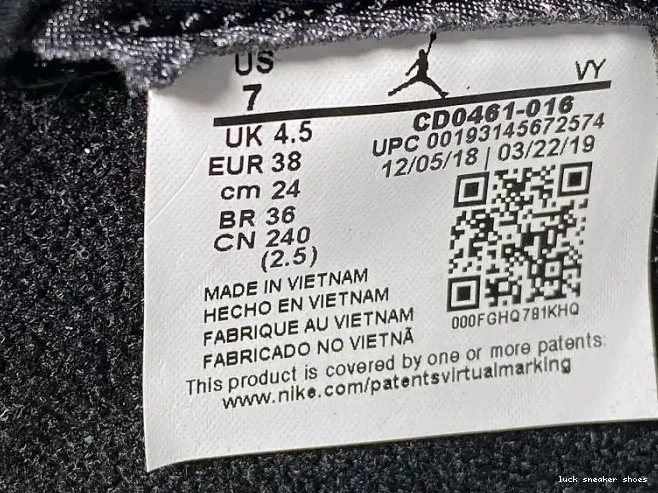 US
7
VY
UK 4.5
EUR 38
cm 24
BR 36
CN 240
(2.5)
CD0461-016
UPC 00193145672574
12/05/18 | 03/22/19
000FGHQ7B1KHQ
MADE IN VIETNAM
HECHO EN VIETNAM
FABRIQUE AU VIETNAM
FABRICADO NO VIETNÃ
This product is covered by one or more patents:
www.nike.com/patentsvirtualmarking
luck sneaker shoes